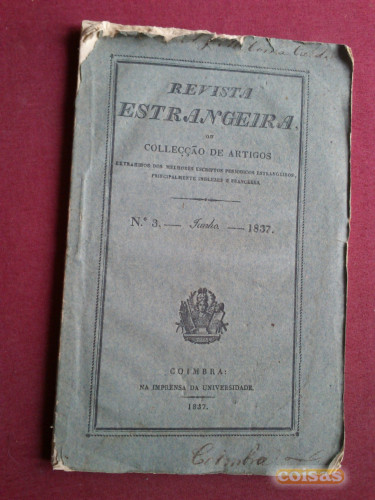 REVISTA
ESTRANGEIRA,
OU
COLLECÇÃO DE ARTIGOS
EXTRAHIDOS DOS MELHORES ESCRIPTOS PERIODICOS ESTRANGEIROS,
PRINCIPALMENTE INGLEZES E FRANCEZES.
N.º 3. — Junho — 1837.
COIMBRA:
NA IMPRENSA DA UNIVERSIDADE.
1837.
Coimbra
coisas